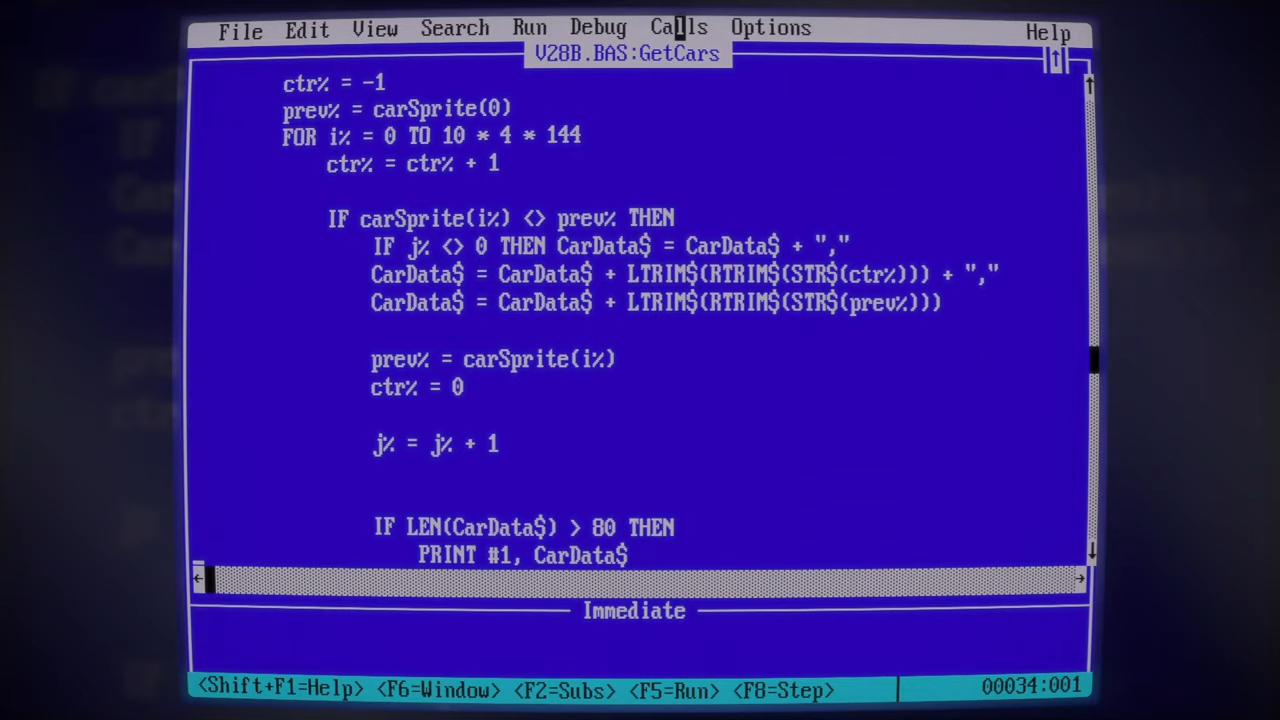 File Edit View Search Run Debug Calls Options Help
V28B.BAS:GetCars
ctr% = -1
prev% = carSprite(0)
FOR i% = 0 TO 10 * 4 * 144
ctr% = ctr% + 1
IF carSprite(i%) <> prev% THEN
IF j% <> 0 THEN CarData$ = CarData$ + ","
CarData$ = CarData$ + LTRIM$(RTRIM$(STR$(ctr%))) + ","
CarData$ = CarData$ + LTRIM$(RTRIM$(STR$(prev%)))
prev% = carSprite(i%)
ctr% = 0
j% = j% + 1
IF LEN(CarData$) > 80 THEN
PRINT #1, CarData$
Immediate
<Shift+F1=Help> <F6=Window> <F2=Subs> <F5=Run> <F8=Step> 00034:001